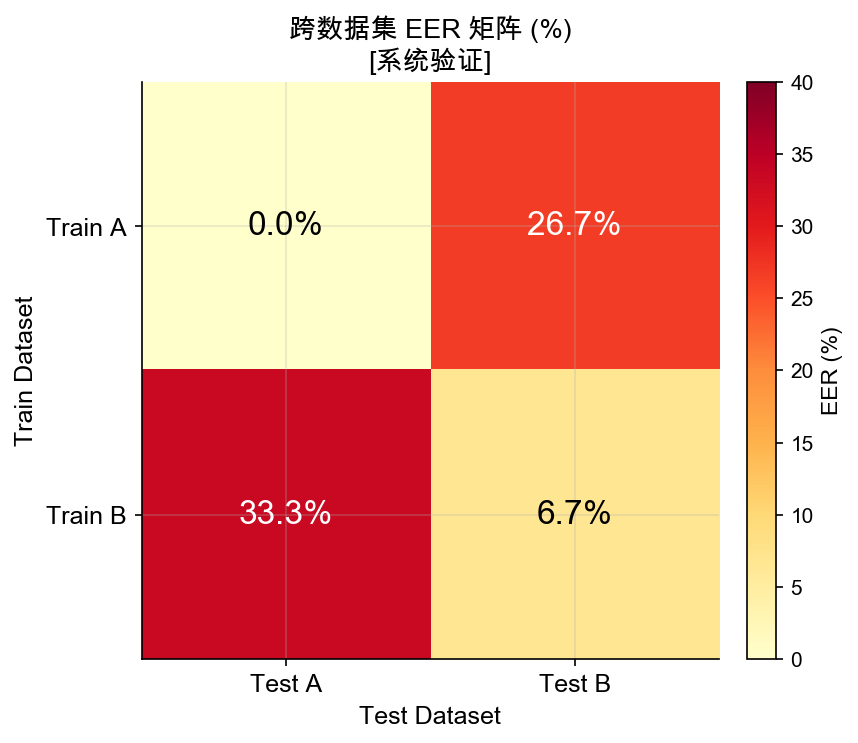 跨数据集 EER 矩阵 (%)
[系统验证]
Train Dataset
Train A
Train B
0.0%
26.7%
33.3%
6.7%
Test A
Test B
Test Dataset
40
35
30
25
20
15
10
5
0
EER (%)